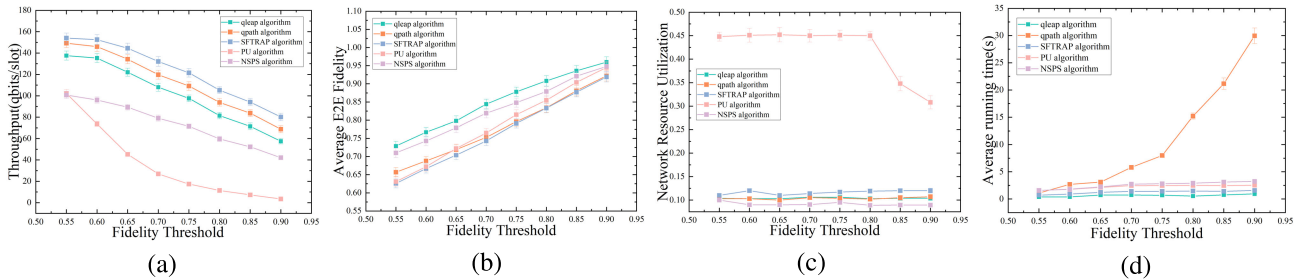 Throughput(qbits/slot)
180
160
140
120
100
80
60
40
20
0
qleap algorithm
qpath algorithm
SFTRAP algorithm
PU algorithm
NSPS algorithm
0.50 0.55 0.60 0.65 0.70 0.75 0.80 0.85 0.90 0.95
Fidelity Threshold
(a)
Average E2E Fidelity
1.10
1.05
1.00
0.95
0.90
0.85
0.80
0.75
0.70
0.65
0.60
0.55
qleap algorithm
qpath algorithm
SFTRAP algorithm
PU algorithm
NSPS algorithm
0.50 0.55 0.60 0.65 0.70 0.75 0.80 0.85 0.90 0.95
Fidelity Threshold
(b)
Network Resource Utilization
0.50
0.45
0.40
0.35
0.30
0.25
0.20
0.15
0.10
qleap algorithm
qpath algorithm
SFTRAP algorithm
PU algorithm
NSPS algorithm
0.50 0.55 0.60 0.65 0.70 0.75 0.80 0.85 0.90 0.95
Fidelity Threshold
(c)
Average running time(s)
35
30
25
20
15
10
5
0
qleap algorithm
qpath algorithm
SFTRAP algorithm
PU algorithm
NSPS algorithm
0.50 0.55 0.60 0.65 0.70 0.75 0.80 0.85 0.90 0.95
Fidelity Threshold
(d)